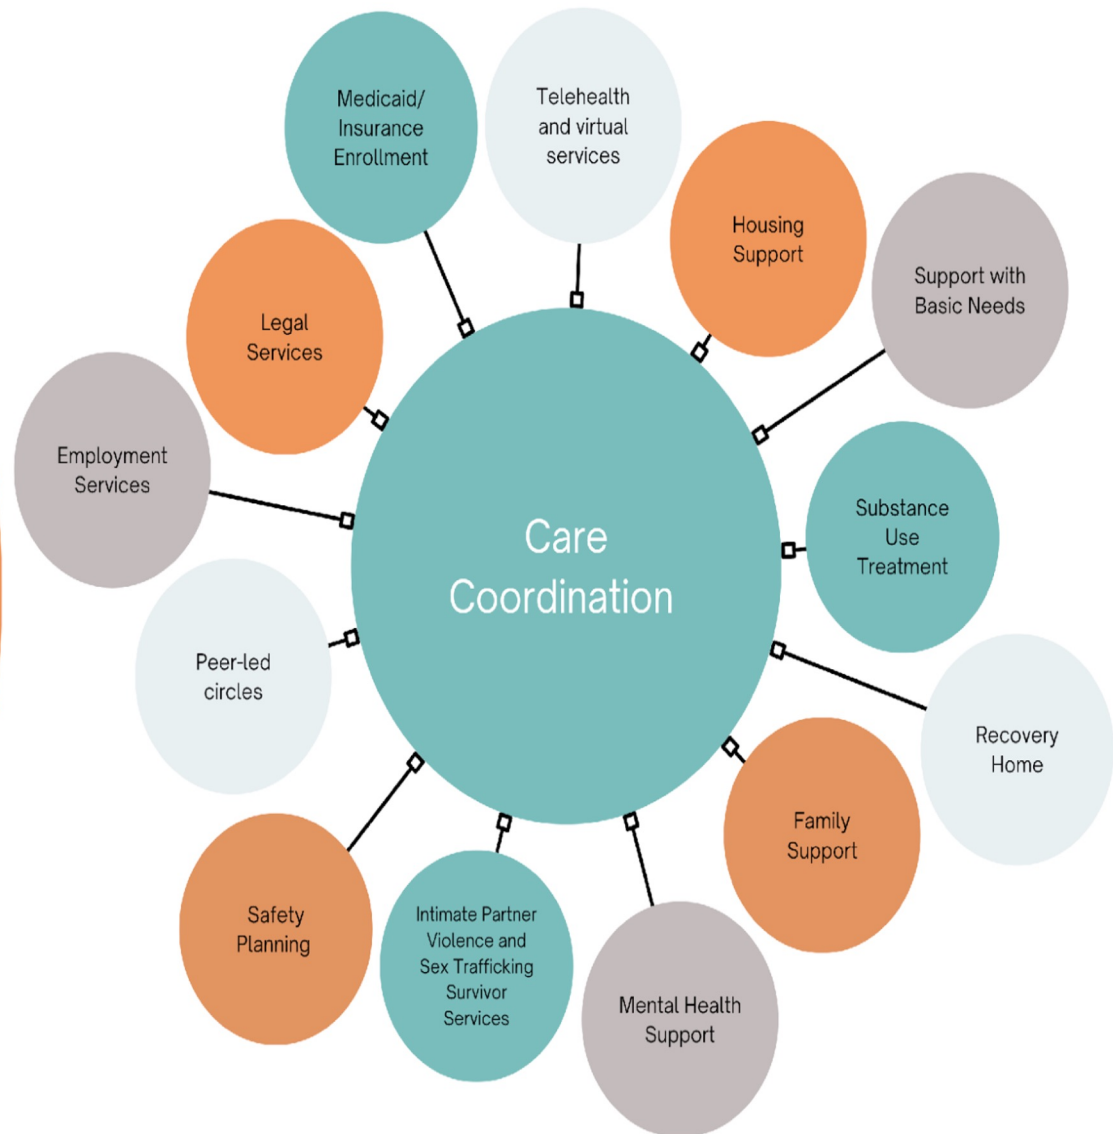 Medicaid/
Insurance
Enrollment
Telehealth
and virtual
services
Housing
Support
Support with
Basic Needs
Legal
Services
Employment
Services
Care
Coordination
Substance
Use
Treatment
Peer-led
circles
Recovery
Home
Family
Support
Safety
Planning
Intimate Partner
Violence and
Sex Trafficking
Survivor
Services
Mental Health
Support